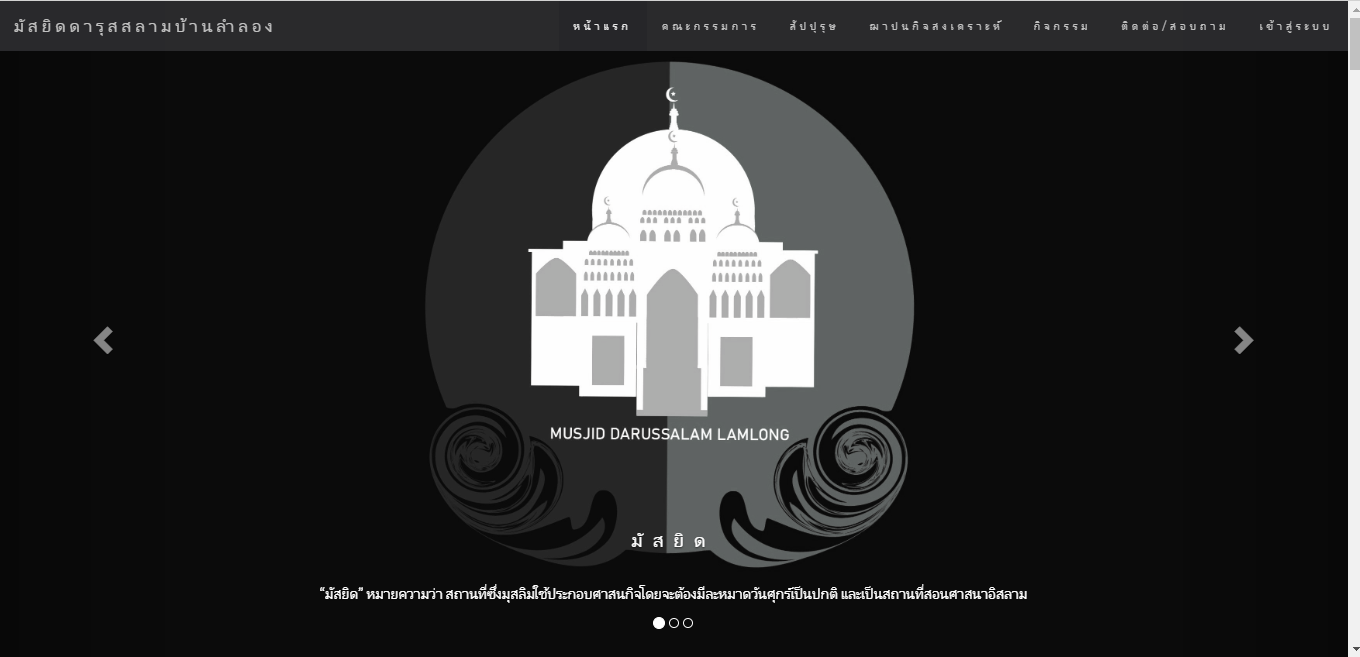 มัสยิดดารุสสลามบ้านลำลอง
หน้าแรก คณะกรรมการ สัปปุรุษ ฌาปนกิจสงเคราะห์ กิจกรรม ติดต่อ/สอบถาม เข้าสู่ระบบ
MUSJID DARUSSALAM LAMLONG
มัสยิด
“มัสยิด” หมายความว่า สถานที่ซึ่งมุสลิมใช้ประกอบศาสนกิจโดยจะต้องมีละหมาดวันศุกร์เป็นปกติ และเป็นสถานที่สอนศาสนาอิสลาม